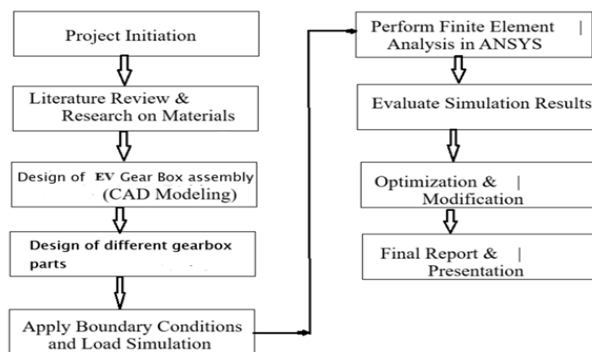 Project Initiation
Literature Review &
Research on Materials
Design of EV Gear Box assembly
(CAD Modeling)
Design of different gearbox
parts
Apply Boundary Conditions
and Load Simulation
Perform Finite Element |
Analysis in ANSYS
Evaluate Simulation Results
Optimization & |
Modification
Final Report & |
Presentation